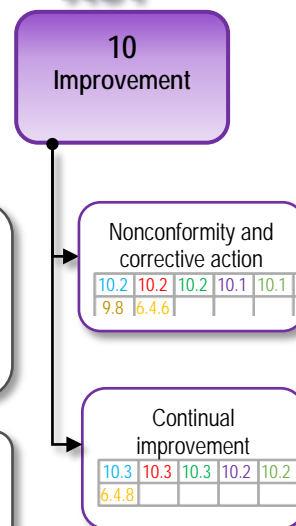 10
Improvement
Nonconformity and
corrective action
10.2 10.2 10.2 10.1 10.1
9.8 6.4.6
Continual
improvement
10.3 10.3 10.3 10.2 10.2
6.4.8